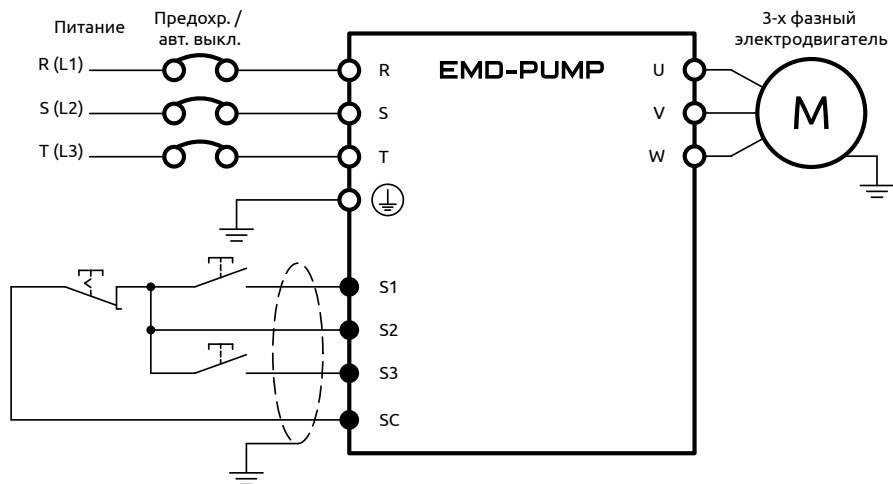 Питание
Предохр. /
авт. выкл.
3-х фазный
электродвигатель
R (L1)
R
EMD-PUMP
U
S (L2)
S
V
M
T (L3)
T
W
S1
S2
S3
SC